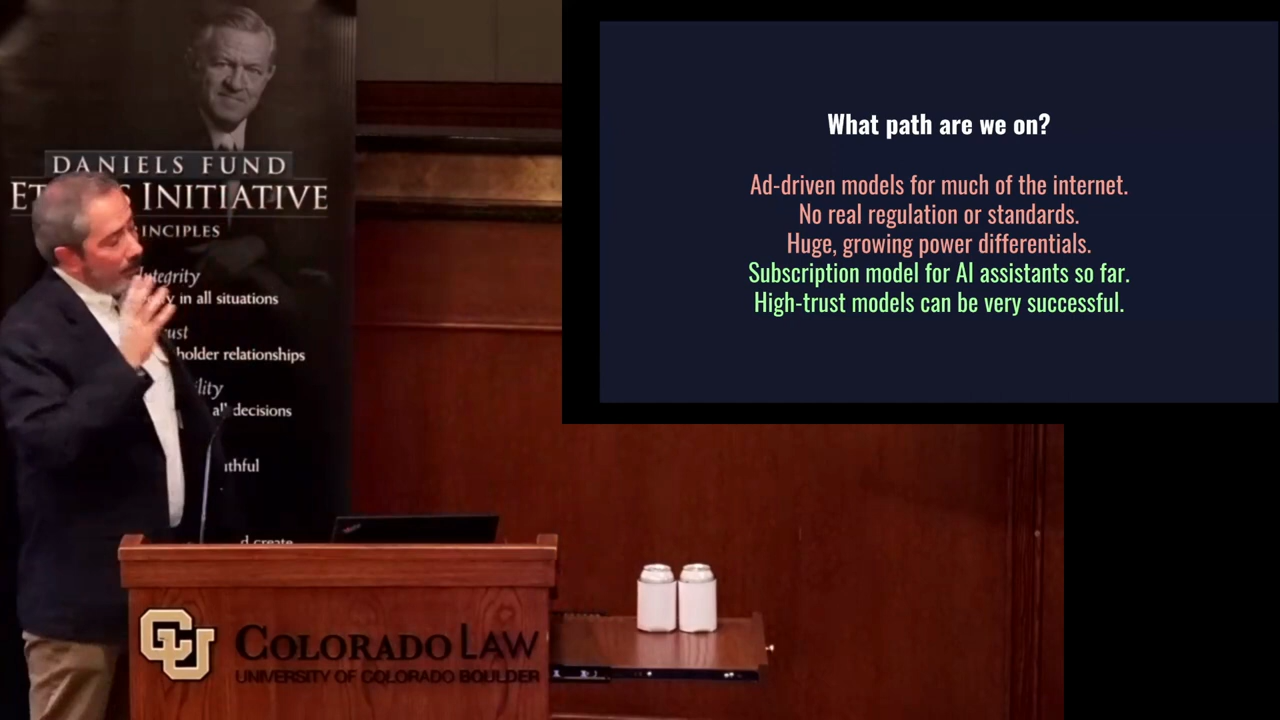 DANIELS FUND
INITIATIVE
Integrity
in all situations
holder relationships
decisions
What path are we on?
Ad-driven models for much of the internet.
No real regulation or standards.
Huge, growing power differentials.
Subscription model for AI assistants so far.
High-trust models can be very successful.
CU
COLORADO LAW
UNIVERSITY OF COLORADO BOULDER